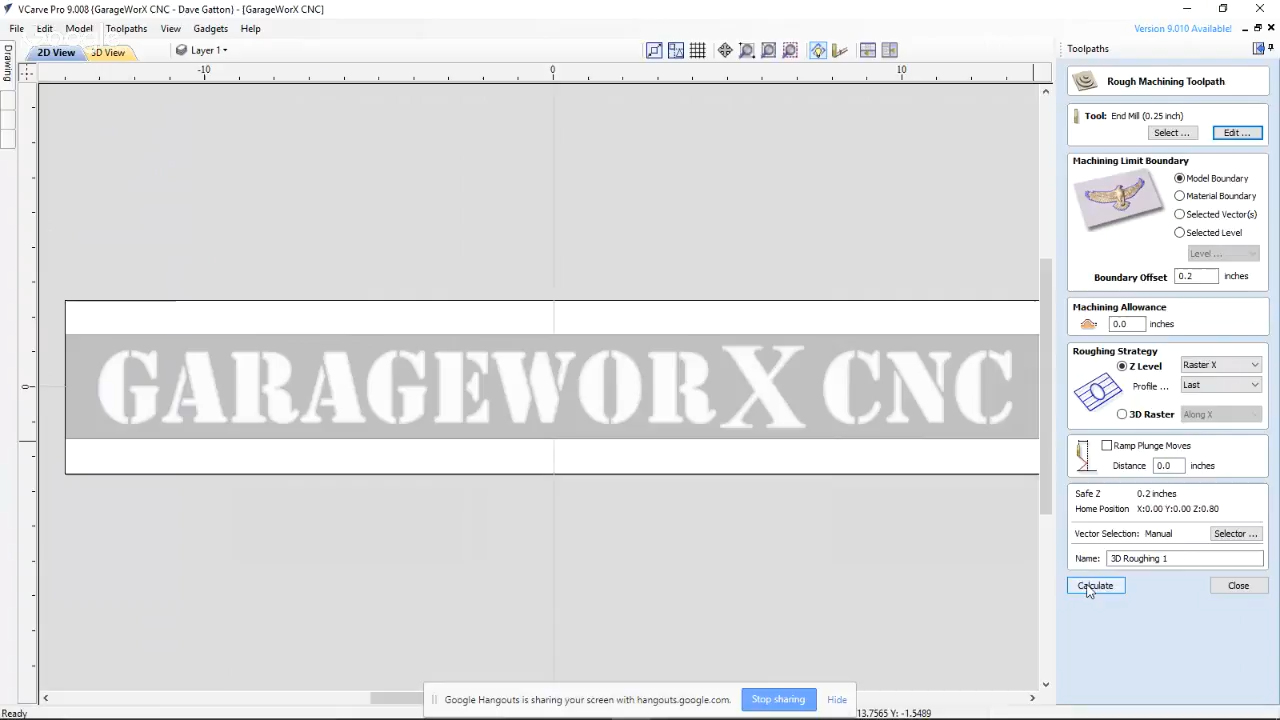 VCarve Pro 9.008 {GarageWorX CNC - Dave Gatton} - [GarageWorX CNC]
File Edit Model Toolpaths View Gadgets Help
Version 9.010 Available!
2D View 3D View Layer 1
Drawing
-10 0 10
0
GARAGEWORX CNC
Toolpaths
Rough Machining Toolpath
Tool: End Mill (0.25 inch)
Select ... Edit ...
Machining Limit Boundary
Model Boundary
Material Boundary
Selected Vector(s)
Selected Level
Level ...
Boundary Offset 0.2 inches
Machining Allowance
0.0 inches
Roughing Strategy
Z Level Raster X
Profile ... Last
3D Raster Along X
Ramp Plunge Moves
Distance 0.0 inches
Safe Z 0.2 inches
Home Position X:0.00 Y:0.00 Z:0.80
Vector Selection: Manual Selector ...
Name: 3D Roughing 1
Calculate Close
Google Hangouts is sharing your screen with hangouts.google.com. Stop sharing Hide
Ready
13.7565 Y: -1.5489